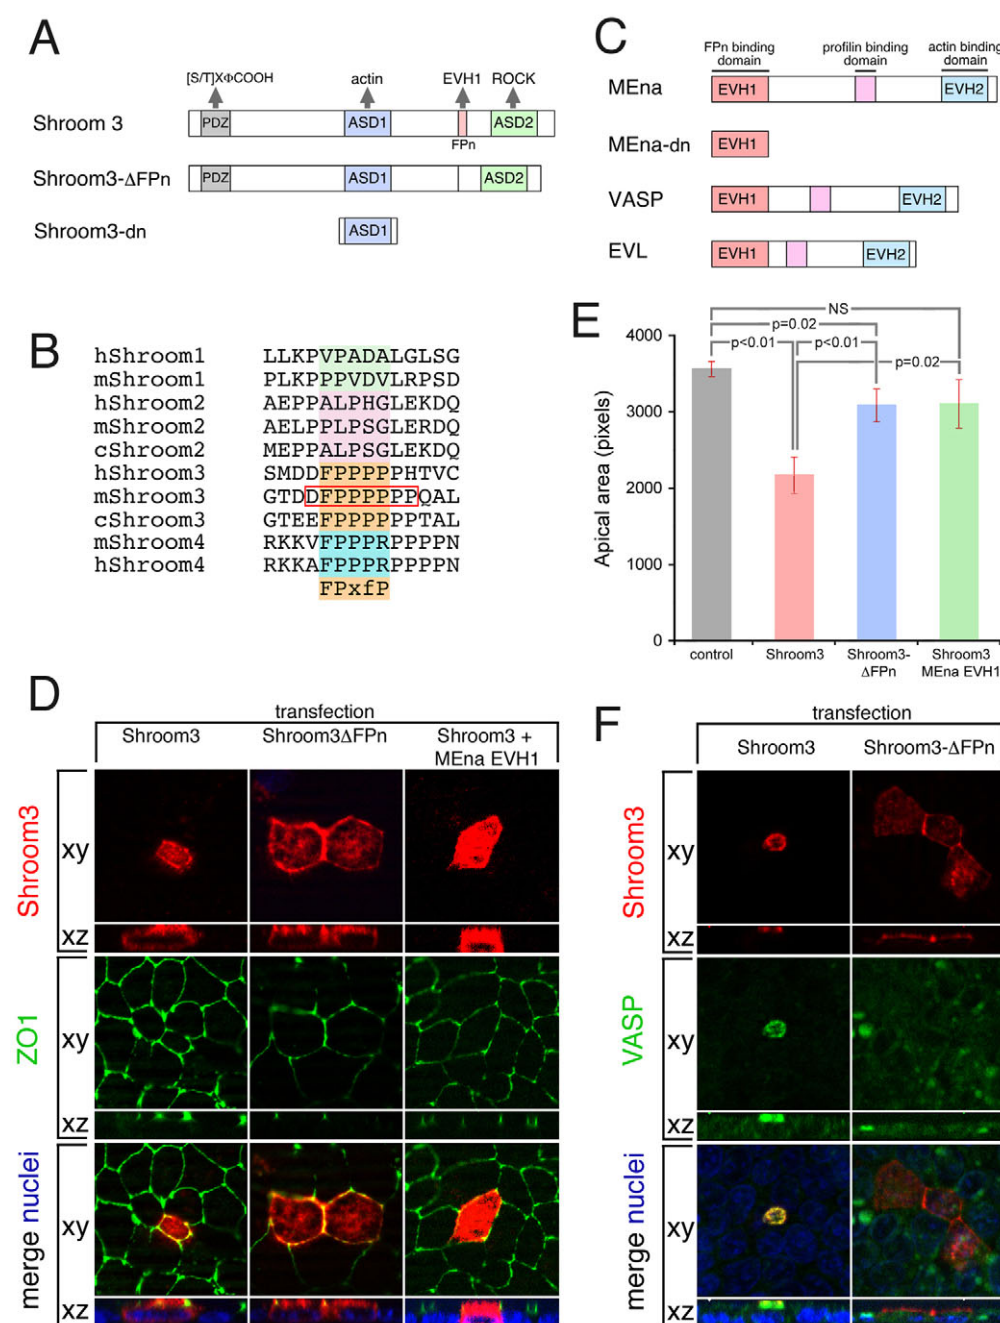 A
[S/T]XΦCOOH
actin
EVH1
ROCK
Shroom 3
PDZ
ASD1
ASD2
FPn
Shroom3-ΔFPn
PDZ
ASD1
ASD2
Shroom3-dn
ASD1
C
FPn binding domain
profilin binding domain
actin binding domain
MEna
EVH1
EVH2
MEna-dn
EVH1
VASP
EVH1
EVH2
EVL
EVH1
EVH2
B
hShroom1 LLKPVPADALGLSG
mShroom1 PLKPPPVDVLRPSD
hShroom2 AEPPALPHGLEKDQ
mShroom2 AELPPLPSGLERDQ
cShroom2 MEPPALPSGLEKDQ
hShroom3 SMDDFPPPPPHTVC
mShroom3 GTDDFPPPPPPQAL
cShroom3 GTEEFPPPPPPTAL
mShroom4 RKKVFPPPRPPPPN
hShroom4 RKKAFPPPRPPPPN
FPxfP
E
NS
p=0.02
p<0.01
p<0.01
p=0.02
Apical area (pixels)
4000
3000
2000
1000
0
control
Shroom3
Shroom3-ΔFPn
Shroom3 MEna EVH1
D
transfection
Shroom3
Shroom3ΔFPn
Shroom3 + MEna EVH1
Shroom3
xy
xz
ZO1
xy
xz
merge nuclei
xy
xz
F
transfection
Shroom3
Shroom3-ΔFPn
Shroom3
xy
xz
VASP
xy
xz
merge nuclei
xy
xz